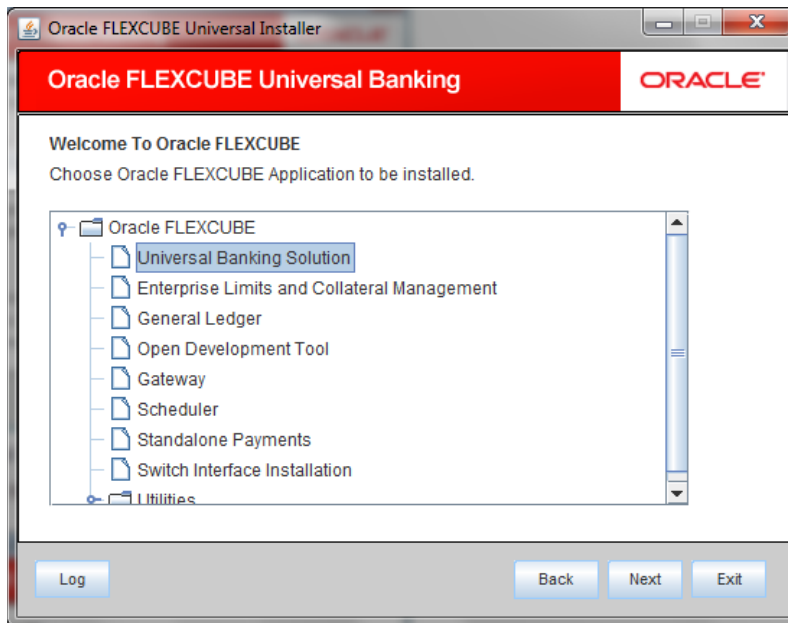 Oracle FLEXCUBE Universal Installer
Oracle FLEXCUBE Universal Banking
ORACLE
Welcome To Oracle FLEXCUBE
Choose Oracle FLEXCUBE Application to be installed.
Oracle FLEXCUBE
Universal Banking Solution
Enterprise Limits and Collateral Management
General Ledger
Open Development Tool
Gateway
Scheduler
Standalone Payments
Switch Interface Installation
Utilities
Log Back Next Exit